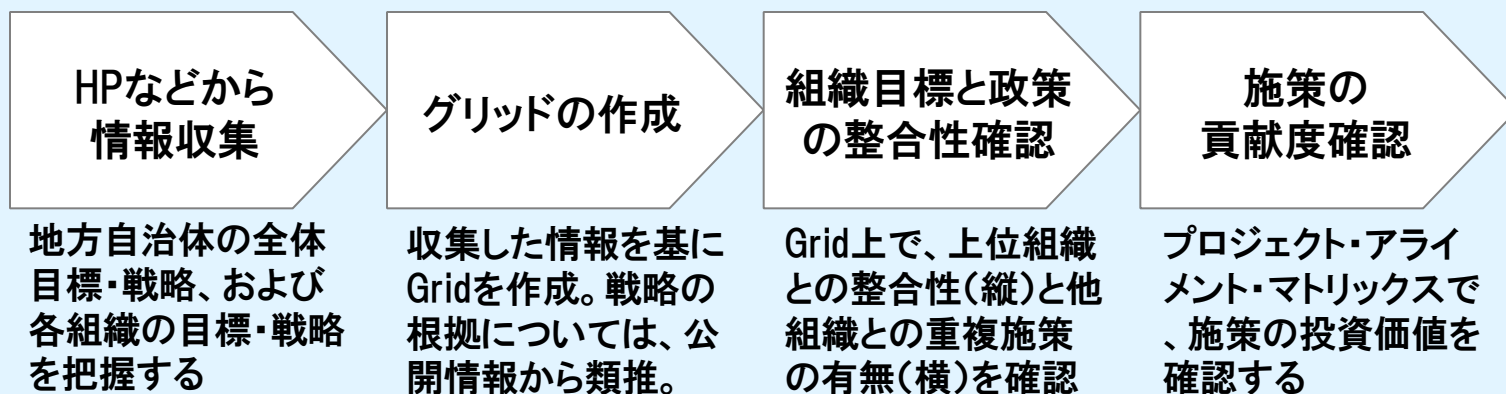 HPなどから
情報収集
グリッドの作成
組織目標と政策
の整合性確認
施策の
貢献度確認
地方自治体の全体
目標・戦略、および
各組織の目標・戦略
を把握する
収集した情報を基に
Gridを作成。戦略の
根拠については、公
開情報から類推。
Grid上で、上位組織
との整合性(縦)と他
組織との重複施策
の有無(横)を確認
プロジェクト・アライ
メント・マトリックスで
、施策の投資価値を
確認する